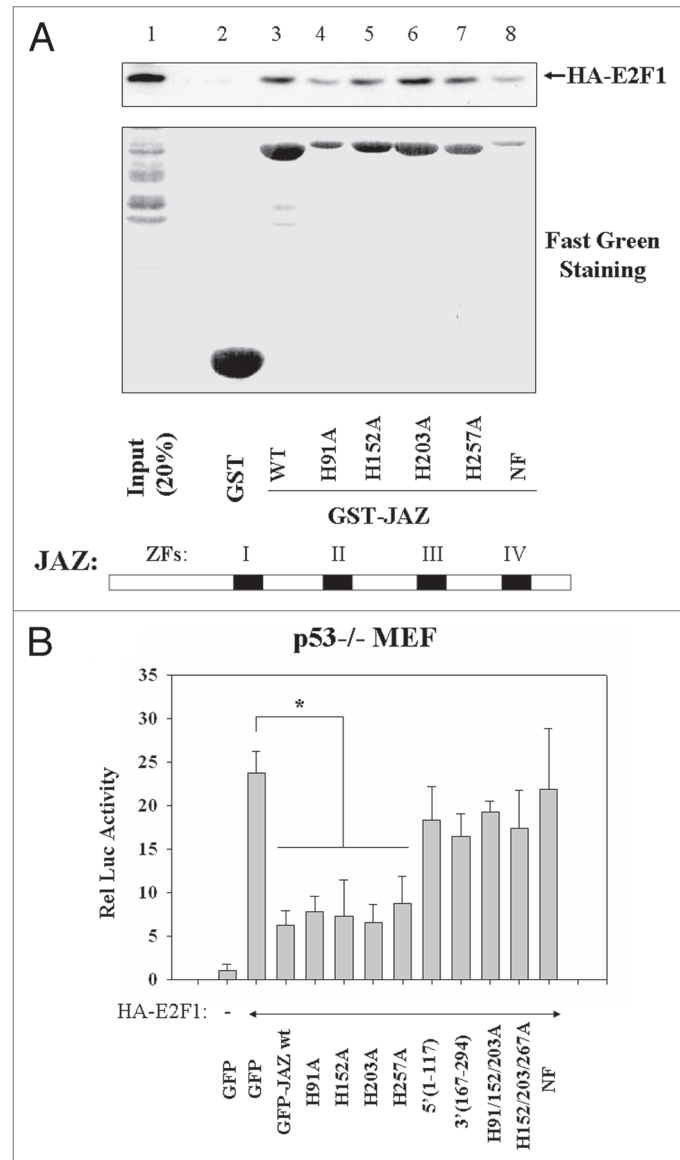 A
1 2 3 4 5 6 7 8
←HA-E2F1
Fast Green
Staining
Input
(20%)
GST
WT
H91A
H152A
H203A
H257A
NF
GST-JAZ
JAZ:
ZFs: I II III IV
B
p53-/- MEF
35
30
25
20
15
10
5
0
Rel Luc Activity
*
HA-E2F1: -
GFP
GFP
GFP-JAZ wt
H91A
H152A
H203A
H257A
5'(1-117)
3'(167-294)
H91/152/203A
H152/203/267A
NF